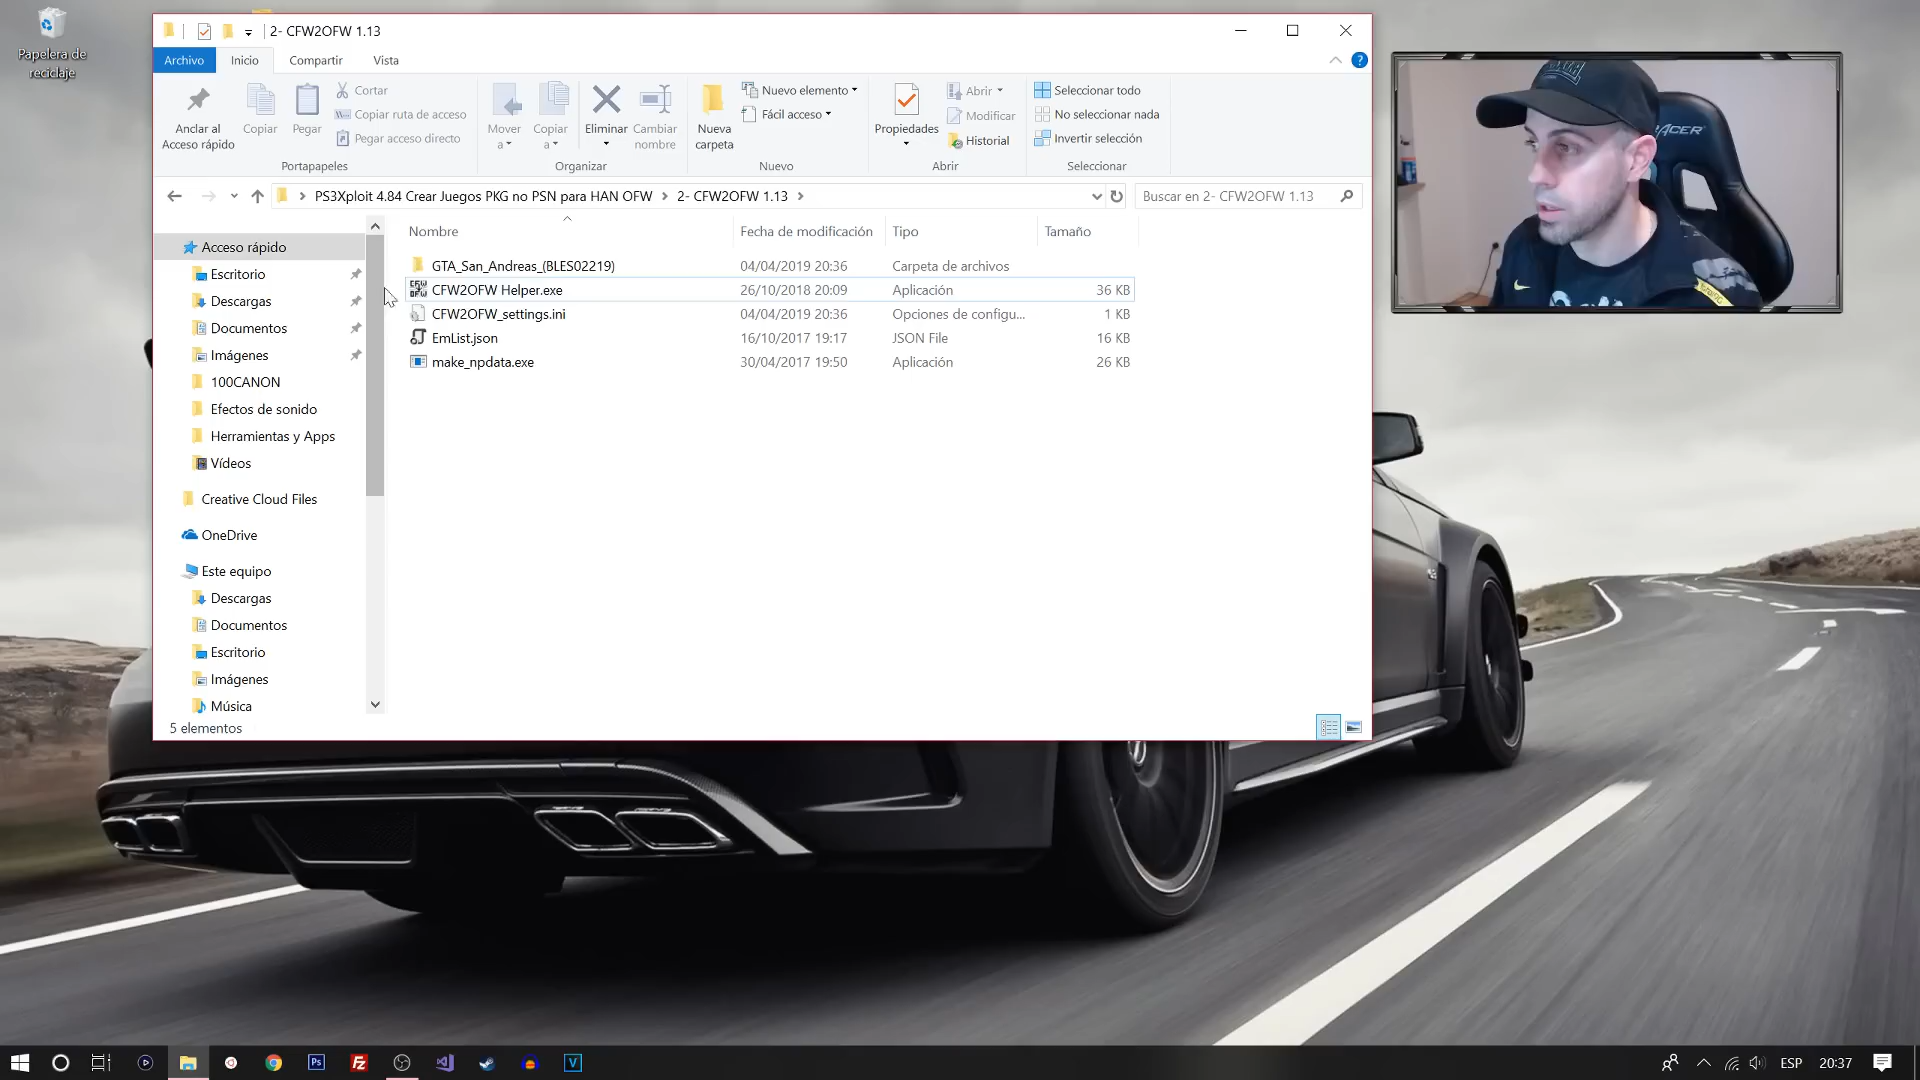 Papelera de
reciclaje
2- CFW2OFW 1.13
Archivo
Inicio
Compartir
Vista
Anclar al
Acceso rápido
Copiar
Pegar
Cortar
Copiar ruta de acceso
Pegar acceso directo
Portapapeles
Mover
a
Copiar
a
Eliminar
Cambiar
nombre
Organizar
Nueva
carpeta
Nuevo elemento
Fácil acceso
Nuevo
Propiedades
Abrir
Modificar
Historial
Abrir
Seleccionar todo
No seleccionar nada
Invertir selección
Seleccionar
PS3Xploit 4.84 Crear Juegos PKG no PSN para HAN OFW
2- CFW2OFW 1.13
Buscar en 2- CFW2OFW 1.13
Nombre Fecha de modificación Tipo Tamaño
GTA_San_Andreas_(BLES02219) 04/04/2019 20:36 Carpeta de archivos
CFW2OFW Helper.exe 26/10/2018 20:09 Aplicación 36 KB
CFW2OFW_settings.ini 04/04/2019 20:36 Opciones de configu... 1 KB
EmList.json 16/10/2017 19:17 JSON File 16 KB
make_npdata.exe 30/04/2017 19:50 Aplicación 26 KB
Acceso rápido
Escritorio
Descargas
Documentos
Imágenes
100CANON
Efectos de sonido
Herramientas y Apps
Vídeos
Creative Cloud Files
OneDrive
Este equipo
Descargas
Documentos
Escritorio
Imágenes
Música
5 elementos
ESP
20:37